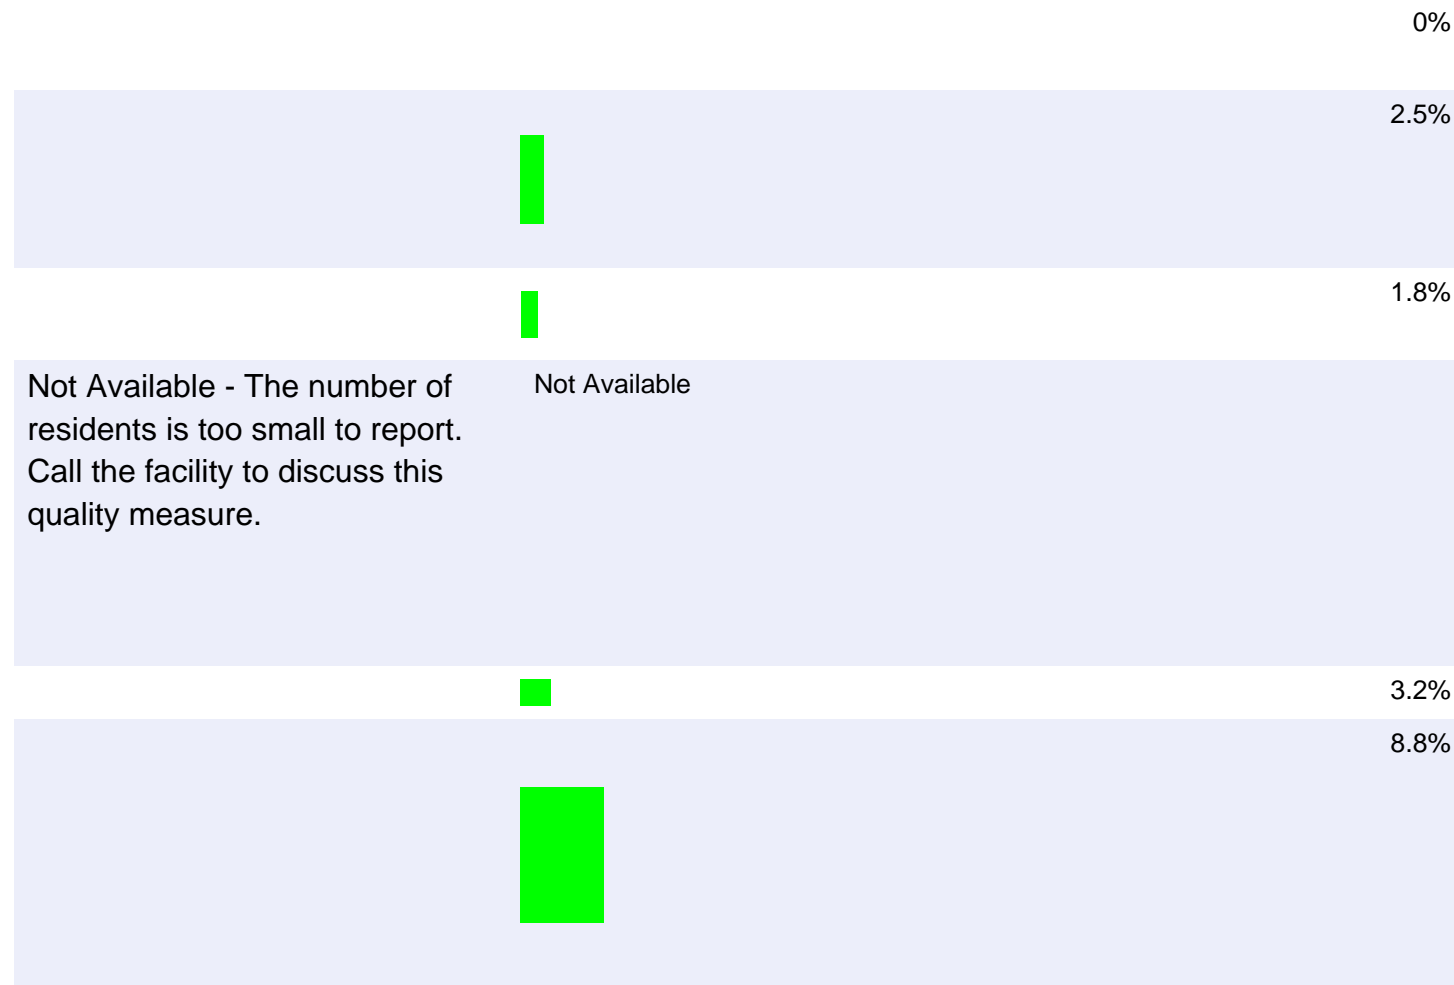 0%
2.5%
1.8%
Not Available - The number of
residents is too small to report.
Call the facility to discuss this
quality measure.
Not Available
3.2%
8.8%